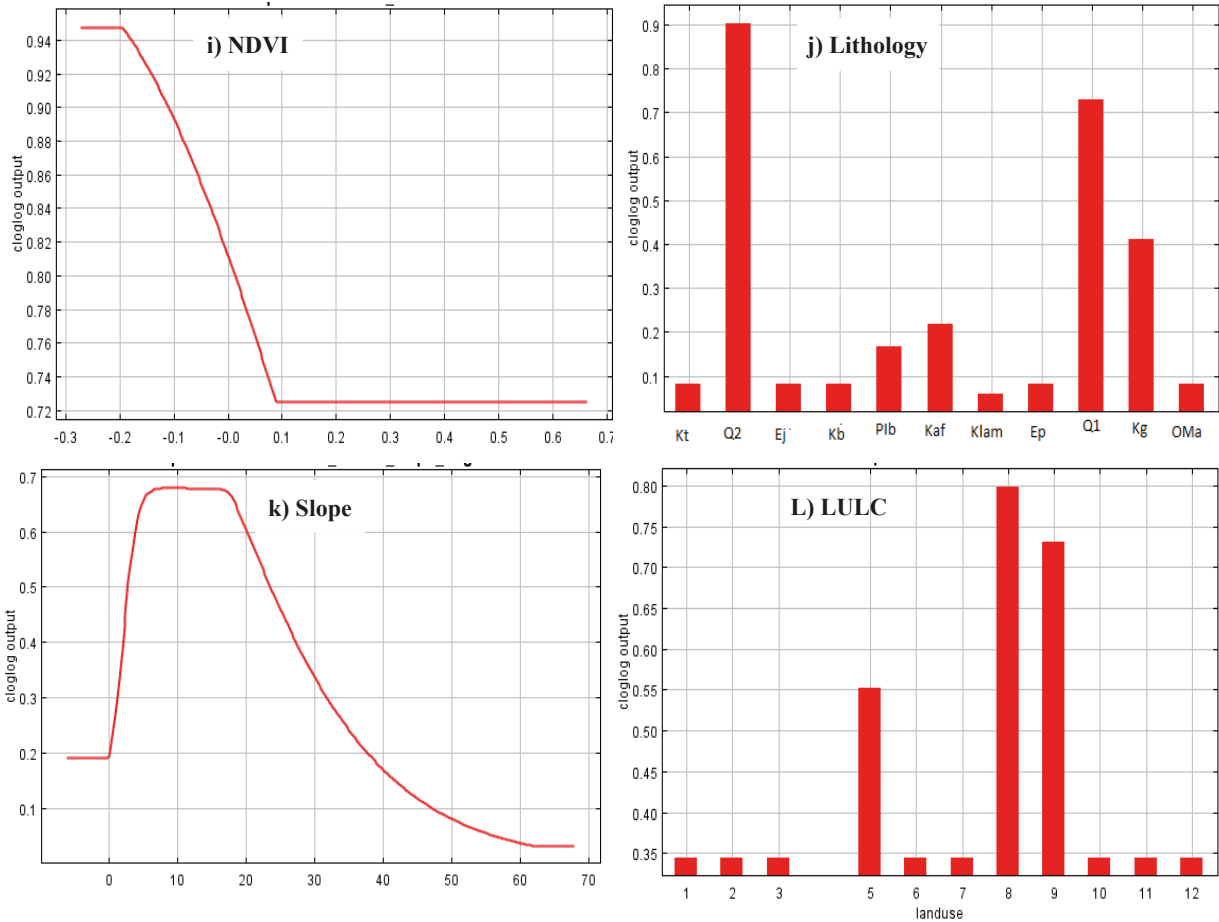 i) NDVI
cloglog output
0.94
0.92
0.90
0.88
0.86
0.84
0.82
0.80
0.78
0.76
0.74
0.72
-0.3 -0.2 -0.1 -0.0 0.1 0.2 0.3 0.4 0.5 0.6 0.7
j) Lithology
cloglog output
0.9
0.8
0.7
0.6
0.5
0.4
0.3
0.2
0.1
Kt Q2 Ej Kb Plb Kaf Klam Ep Q1 Kg OMa
k) Slope
cloglog output
0.7
0.6
0.5
0.4
0.3
0.2
0.1
0 10 20 30 40 50 60 70
L) LULC
cloglog output
0.80
0.75
0.70
0.65
0.60
0.55
0.50
0.45
0.40
0.35
1 2 3 5 6 7 8 9 10 11 12
landuse